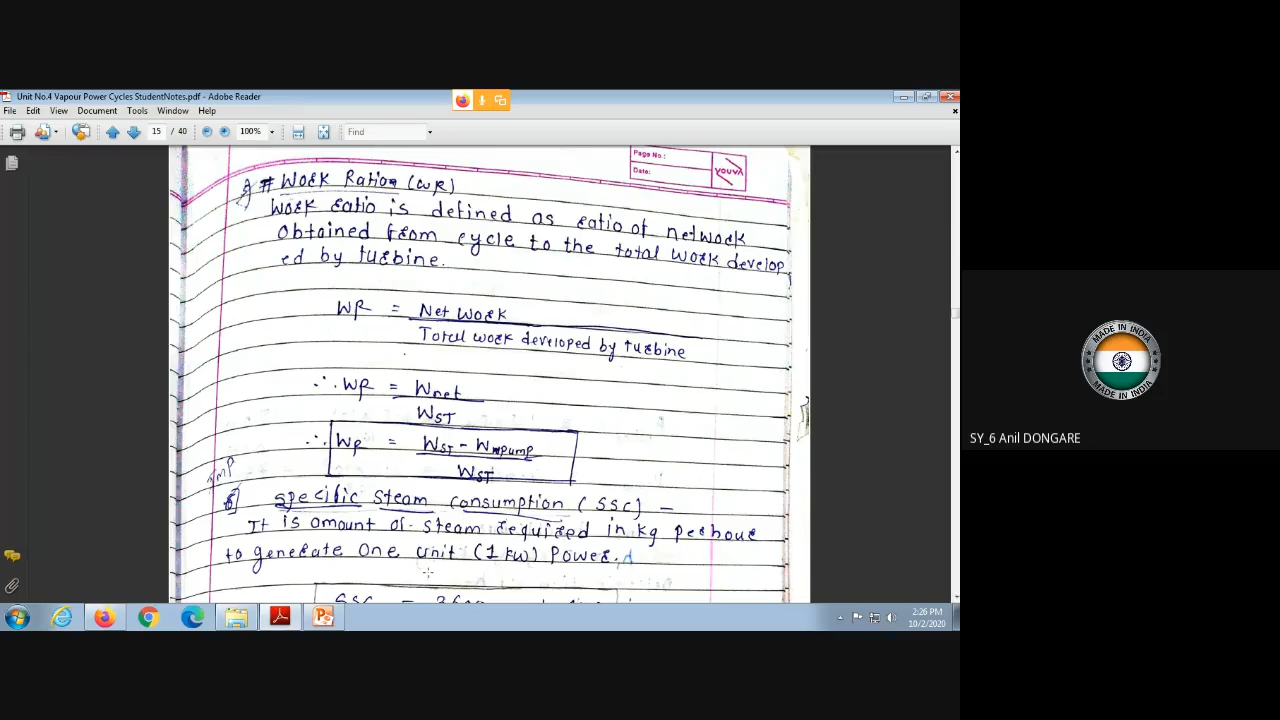 Unit No.4 Vapour Power Cycles StudentNotes.pdf - Adobe Reader
File Edit View Document Tools Window Help
15 / 40 100% Find
Page No.:
Date:
YOUVA
# Work Ratio (WR)
Work ratio is defined as ratio of network
obtained from cycle to the total work develop
ed by turbine.
WR = Net work
Total work developed by turbine
∴ WR = Wnet
WST
∴ WR = WST - Wpump
WST
Imp
specific steam consumption (SSC) -
It is amount of steam required in kg per hour
to generate One unit (1 kW) Power.
SSC =
MADE IN INDIA
MADE IN INDIA
SY_6 Anil DONGARE
2:26 PM
10/2/2020